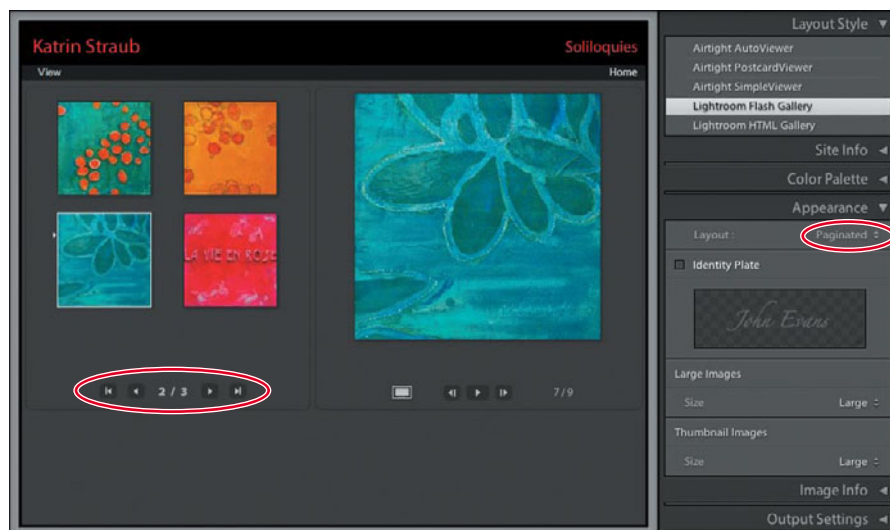 Katrin Straub
Soliloquies
View
Home
LA VIE EN ROSE
2 / 3
7/9
Layout Style
Airtight AutoViewer
Airtight PostcardViewer
Airtight SimpleViewer
Lightroom Flash Gallery
Lightroom HTML Gallery
Site Info
Color Palette
Appearance
Layout : Paginated
Identity Plate
John Evans
Large Images
Size Large
Thumbnail Images
Size Large
Image Info
Output Settings